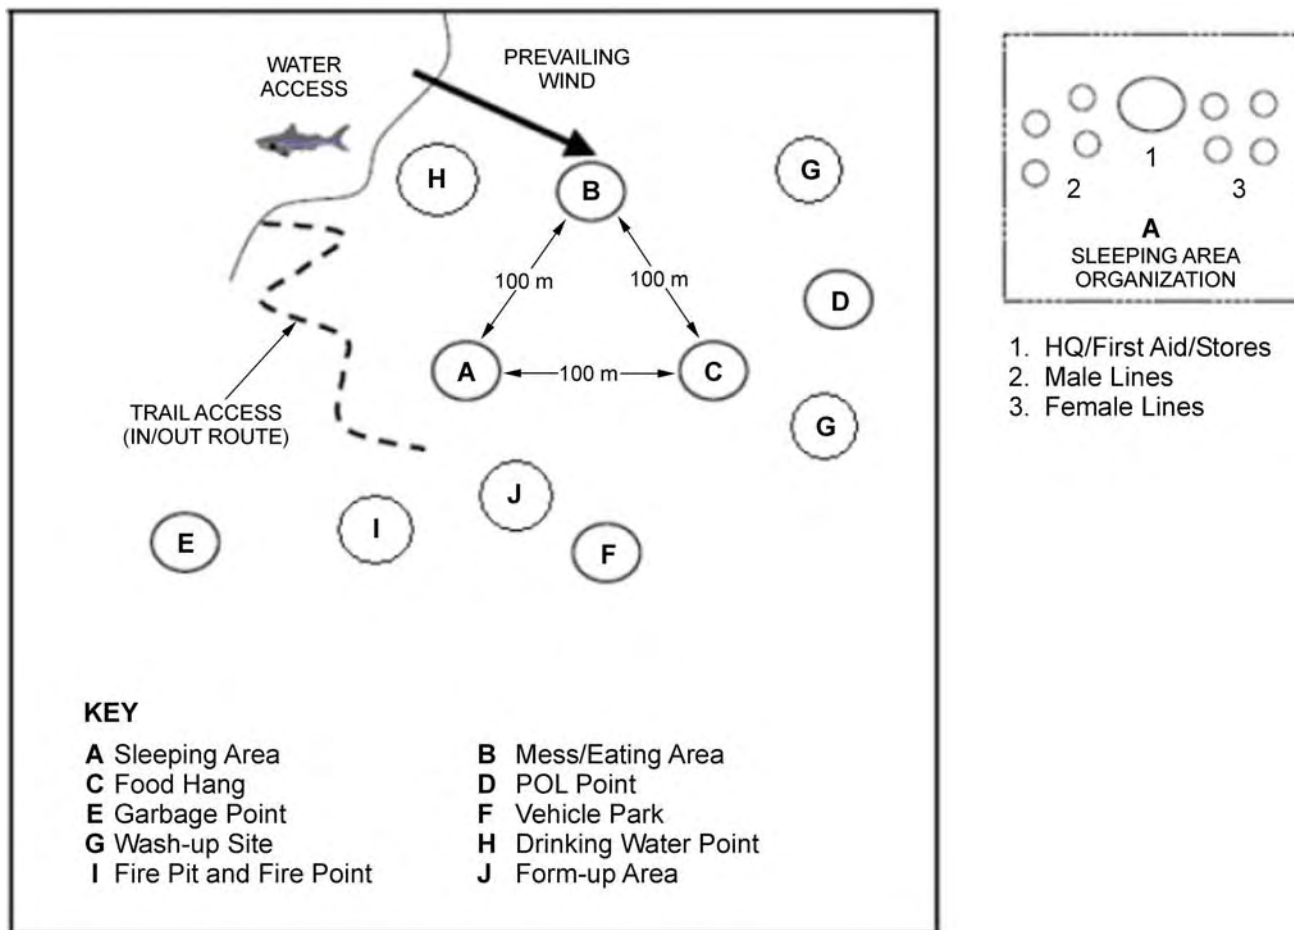 WATER
ACCESS
PREVAILING
WIND
H
B
G
100 m
100 m
D
A
100 m
C
TRAIL ACCESS
(IN/OUT ROUTE)
G
J
E
I
F
KEY
A Sleeping Area
B Mess/Eating Area
C Food Hang
D POL Point
E Garbage Point
F Vehicle Park
G Wash-up Site
H Drinking Water Point
I Fire Pit and Fire Point
J Form-up Area
1
2
3
A
SLEEPING AREA
ORGANIZATION
1. HQ/First Aid/Stores
2. Male Lines
3. Female Lines